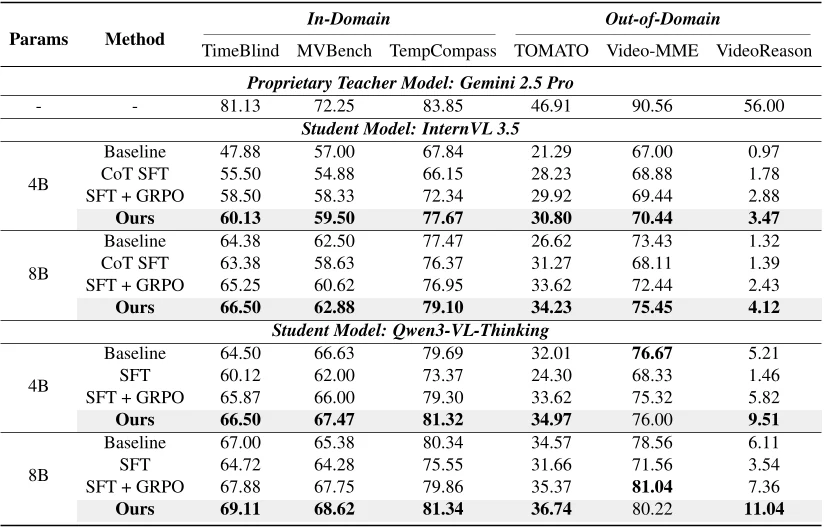 Params Method In-Domain Out-of-Domain
TimeBlind MVBench TempCompass TOMATO Video-MME VideoReason
Proprietary Teacher Model: Gemini 2.5 Pro
- - 81.13 72.25 83.85 46.91 90.56 56.00
Student Model: InternVL 3.5
4B
Baseline 47.88 57.00 67.84 21.29 67.00 0.97
CoT SFT 55.50 54.88 66.15 28.23 68.88 1.78
SFT + GRPO 58.50 58.33 72.34 29.92 69.44 2.88
Ours 60.13 59.50 77.67 30.80 70.44 3.47
8B
Baseline 64.38 62.50 77.47 26.62 73.43 1.32
CoT SFT 63.38 58.63 76.37 31.27 68.11 1.39
SFT + GRPO 65.25 60.62 76.95 33.62 72.44 2.43
Ours 66.50 62.88 79.10 34.23 75.45 4.12
Student Model: Qwen3-VL-Thinking
4B
Baseline 64.50 66.63 79.69 32.01 76.67 5.21
SFT 60.12 62.00 73.37 24.30 68.33 1.46
SFT + GRPO 65.87 66.00 79.30 33.62 75.32 5.82
Ours 66.50 67.47 81.32 34.97 76.00 9.51
8B
Baseline 67.00 65.38 80.34 34.57 78.56 6.11
SFT 64.72 64.28 75.55 31.66 71.56 3.54
SFT + GRPO 67.88 67.75 79.86 35.37 81.04 7.36
Ours 69.11 68.62 81.34 36.74 80.22 11.04